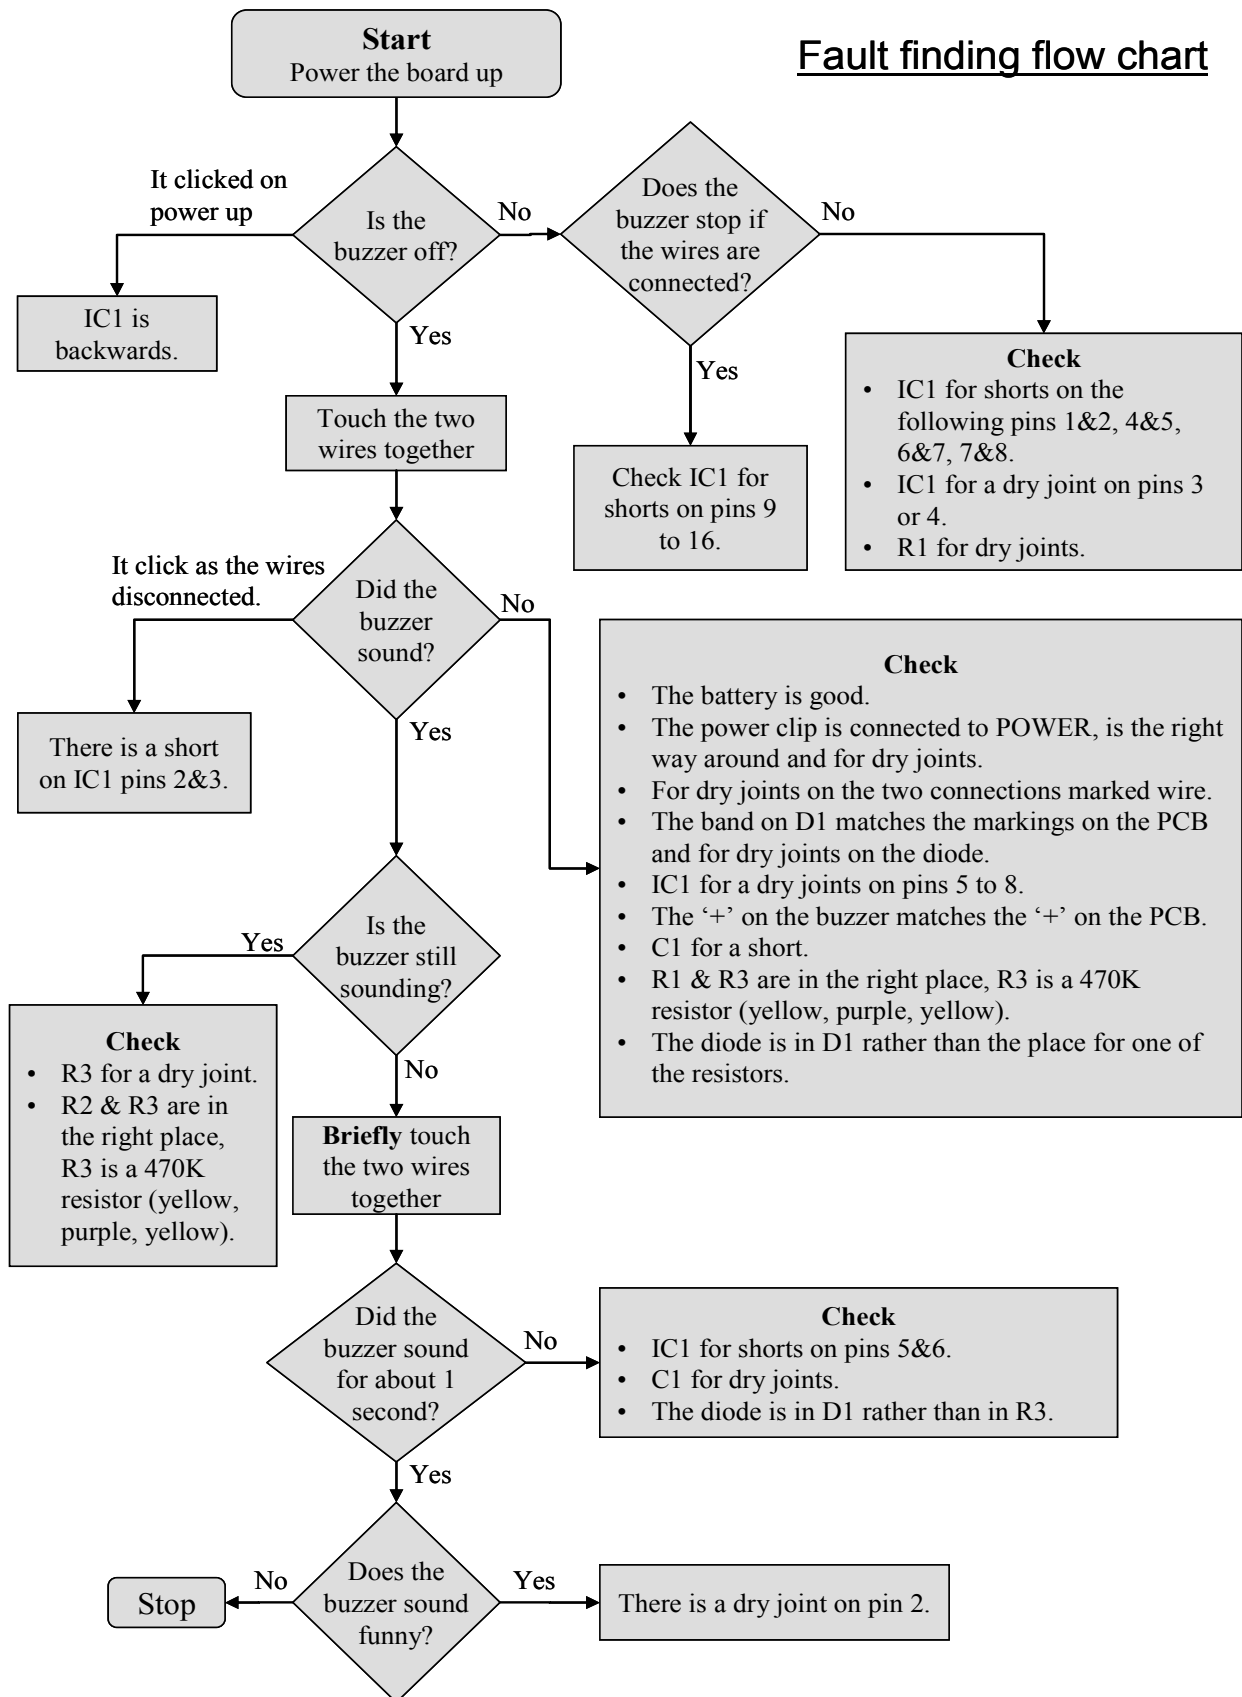 Fault finding flow chart
Start
Power the board up
It clicked on
power up
Is the
buzzer off?
No
Does the
buzzer stop if
the wires are
connected?
No
IC1 is
backwards.
Yes
Yes
Check
• IC1 for shorts on the
following pins 1&2, 4&5,
6&7, 7&8.
• IC1 for a dry joint on pins 3
or 4.
• R1 for dry joints.
Touch the two
wires together
Check IC1 for
shorts on pins 9
to 16.
It click as the wires
disconnected.
Did the
buzzer
sound?
No
There is a short
on IC1 pins 2&3.
Yes
Check
• The battery is good.
• The power clip is connected to POWER, is the right
way around and for dry joints.
• For dry joints on the two connections marked wire.
• The band on D1 matches the markings on the PCB
and for dry joints on the diode.
• IC1 for a dry joints on pins 5 to 8.
• The ‘+’ on the buzzer matches the ‘+’ on the PCB.
• C1 for a short.
• R1 & R3 are in the right place, R3 is a 470K
resistor (yellow, purple, yellow).
• The diode is in D1 rather than the place for one of
the resistors.
Is the
buzzer still
sounding?
Yes
Check
• R3 for a dry joint.
• R2 & R3 are in
the right place,
R3 is a 470K
resistor (yellow,
purple, yellow).
No
Briefly touch
the two wires
together
Did the
buzzer sound
for about 1
second?
No
Check
• IC1 for shorts on pins 5&6.
• C1 for dry joints.
• The diode is in D1 rather than in R3.
Yes
Does the
buzzer sound
funny?
No
Stop
Yes
There is a dry joint on pin 2.